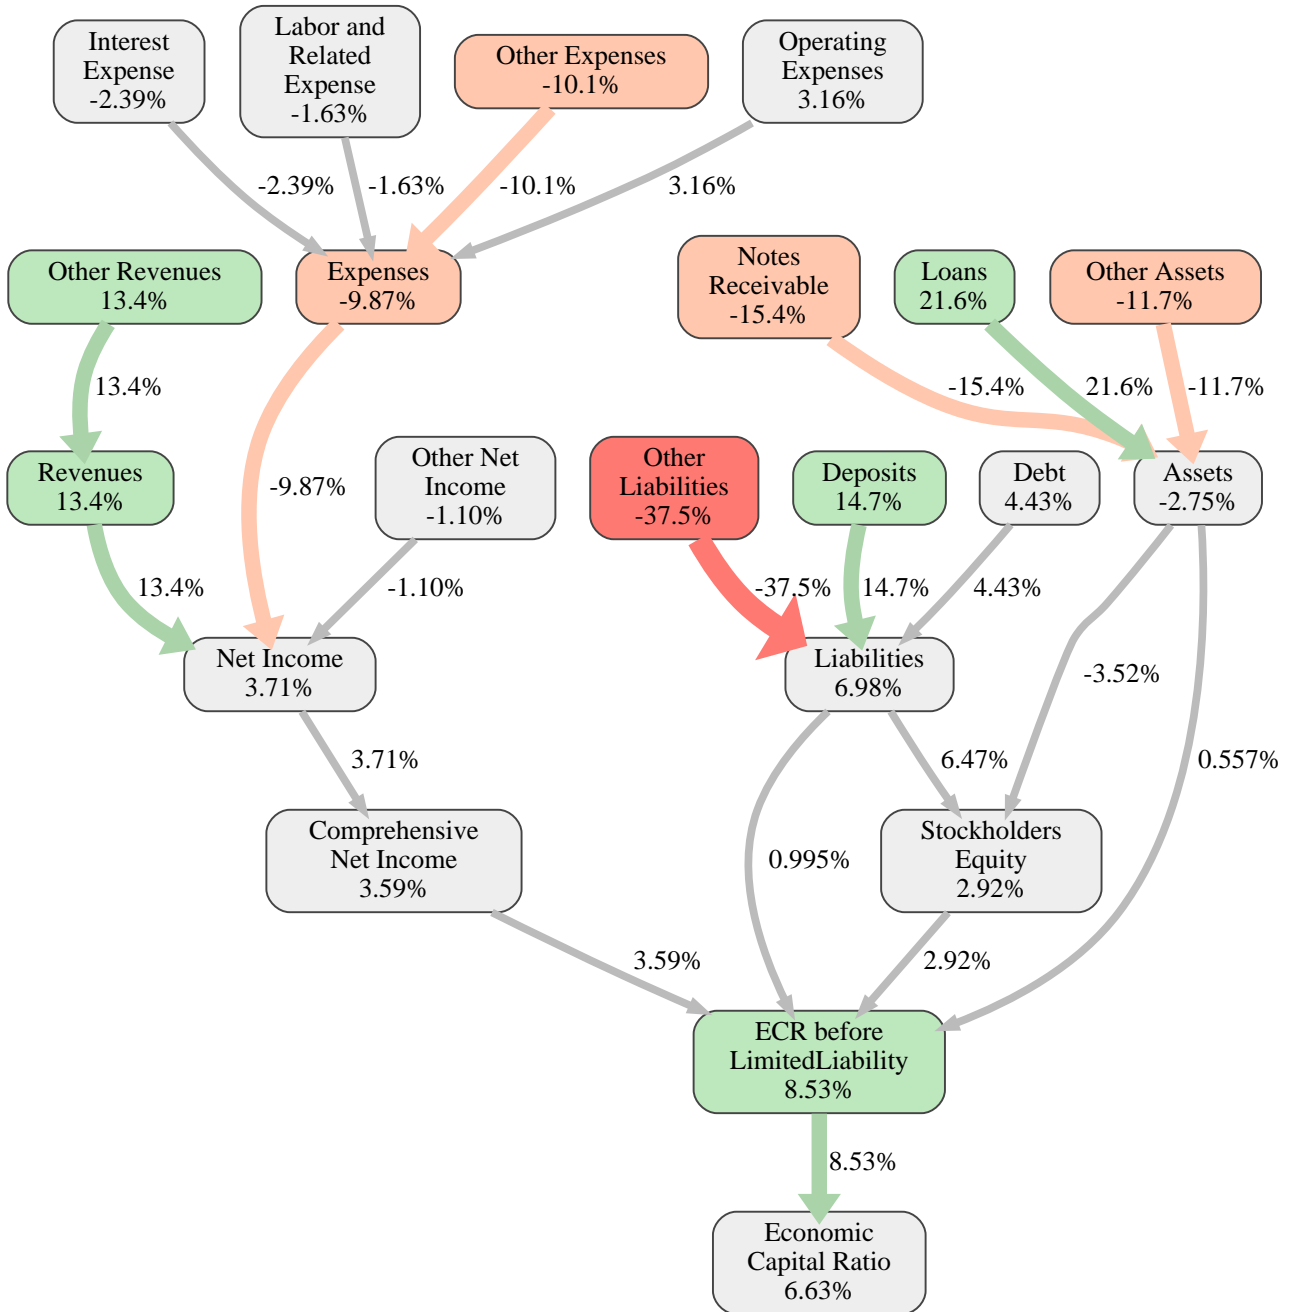 Interest
Expense
-2.39%
Labor and
Related
Expense
-1.63%
Other Expenses
-10.1%
Operating
Expenses
3.16%
-2.39%
-1.63%
-10.1%
3.16%
Other Revenues
13.4%
Expenses
-9.87%
Notes
Receivable
-15.4%
Loans
21.6%
Other Assets
-11.7%
13.4%
-9.87%
-15.4%
21.6%
-11.7%
Revenues
13.4%
Other Net
Income
-1.10%
Other
Liabilities
-37.5%
Deposits
14.7%
Debt
4.43%
Assets
-2.75%
13.4%
-1.10%
-37.5%
14.7%
4.43%
-3.52%
0.557%
Net Income
3.71%
Liabilities
6.98%
3.71%
6.47%
0.995%
Comprehensive
Net Income
3.59%
Stockholders
Equity
2.92%
3.59%
2.92%
ECR before
LimitedLiability
8.53%
8.53%
Economic
Capital Ratio
6.63%